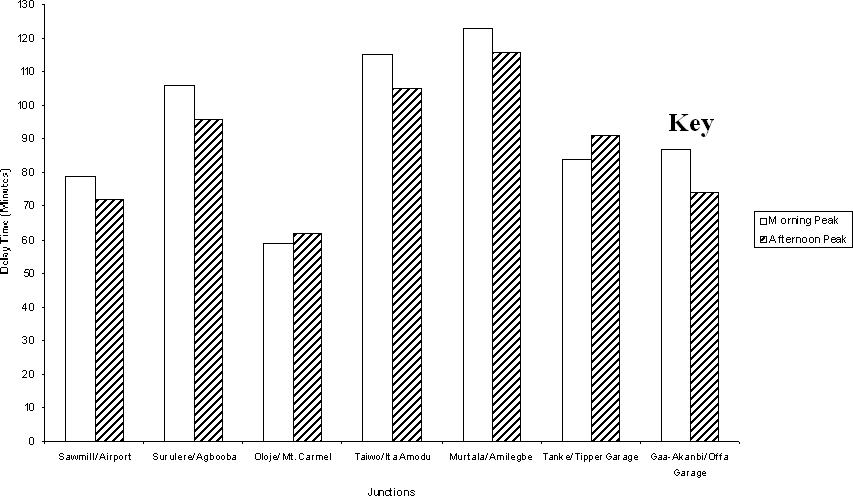 130
120
110
100
90
80
70
60
50
40
30
20
10
0
Delay Time (Minutes)
Key
Morning Peak
Afternoon Peak
Sawmill/Airport
Surulere/Agbooba
Oloje/Mt. Carmel
Taiwo/Ita Amodu
Murtala/Amilegbe
Tanke/Tipper Garage
Gaa-Akanbi/Offa
Garage
Junctions